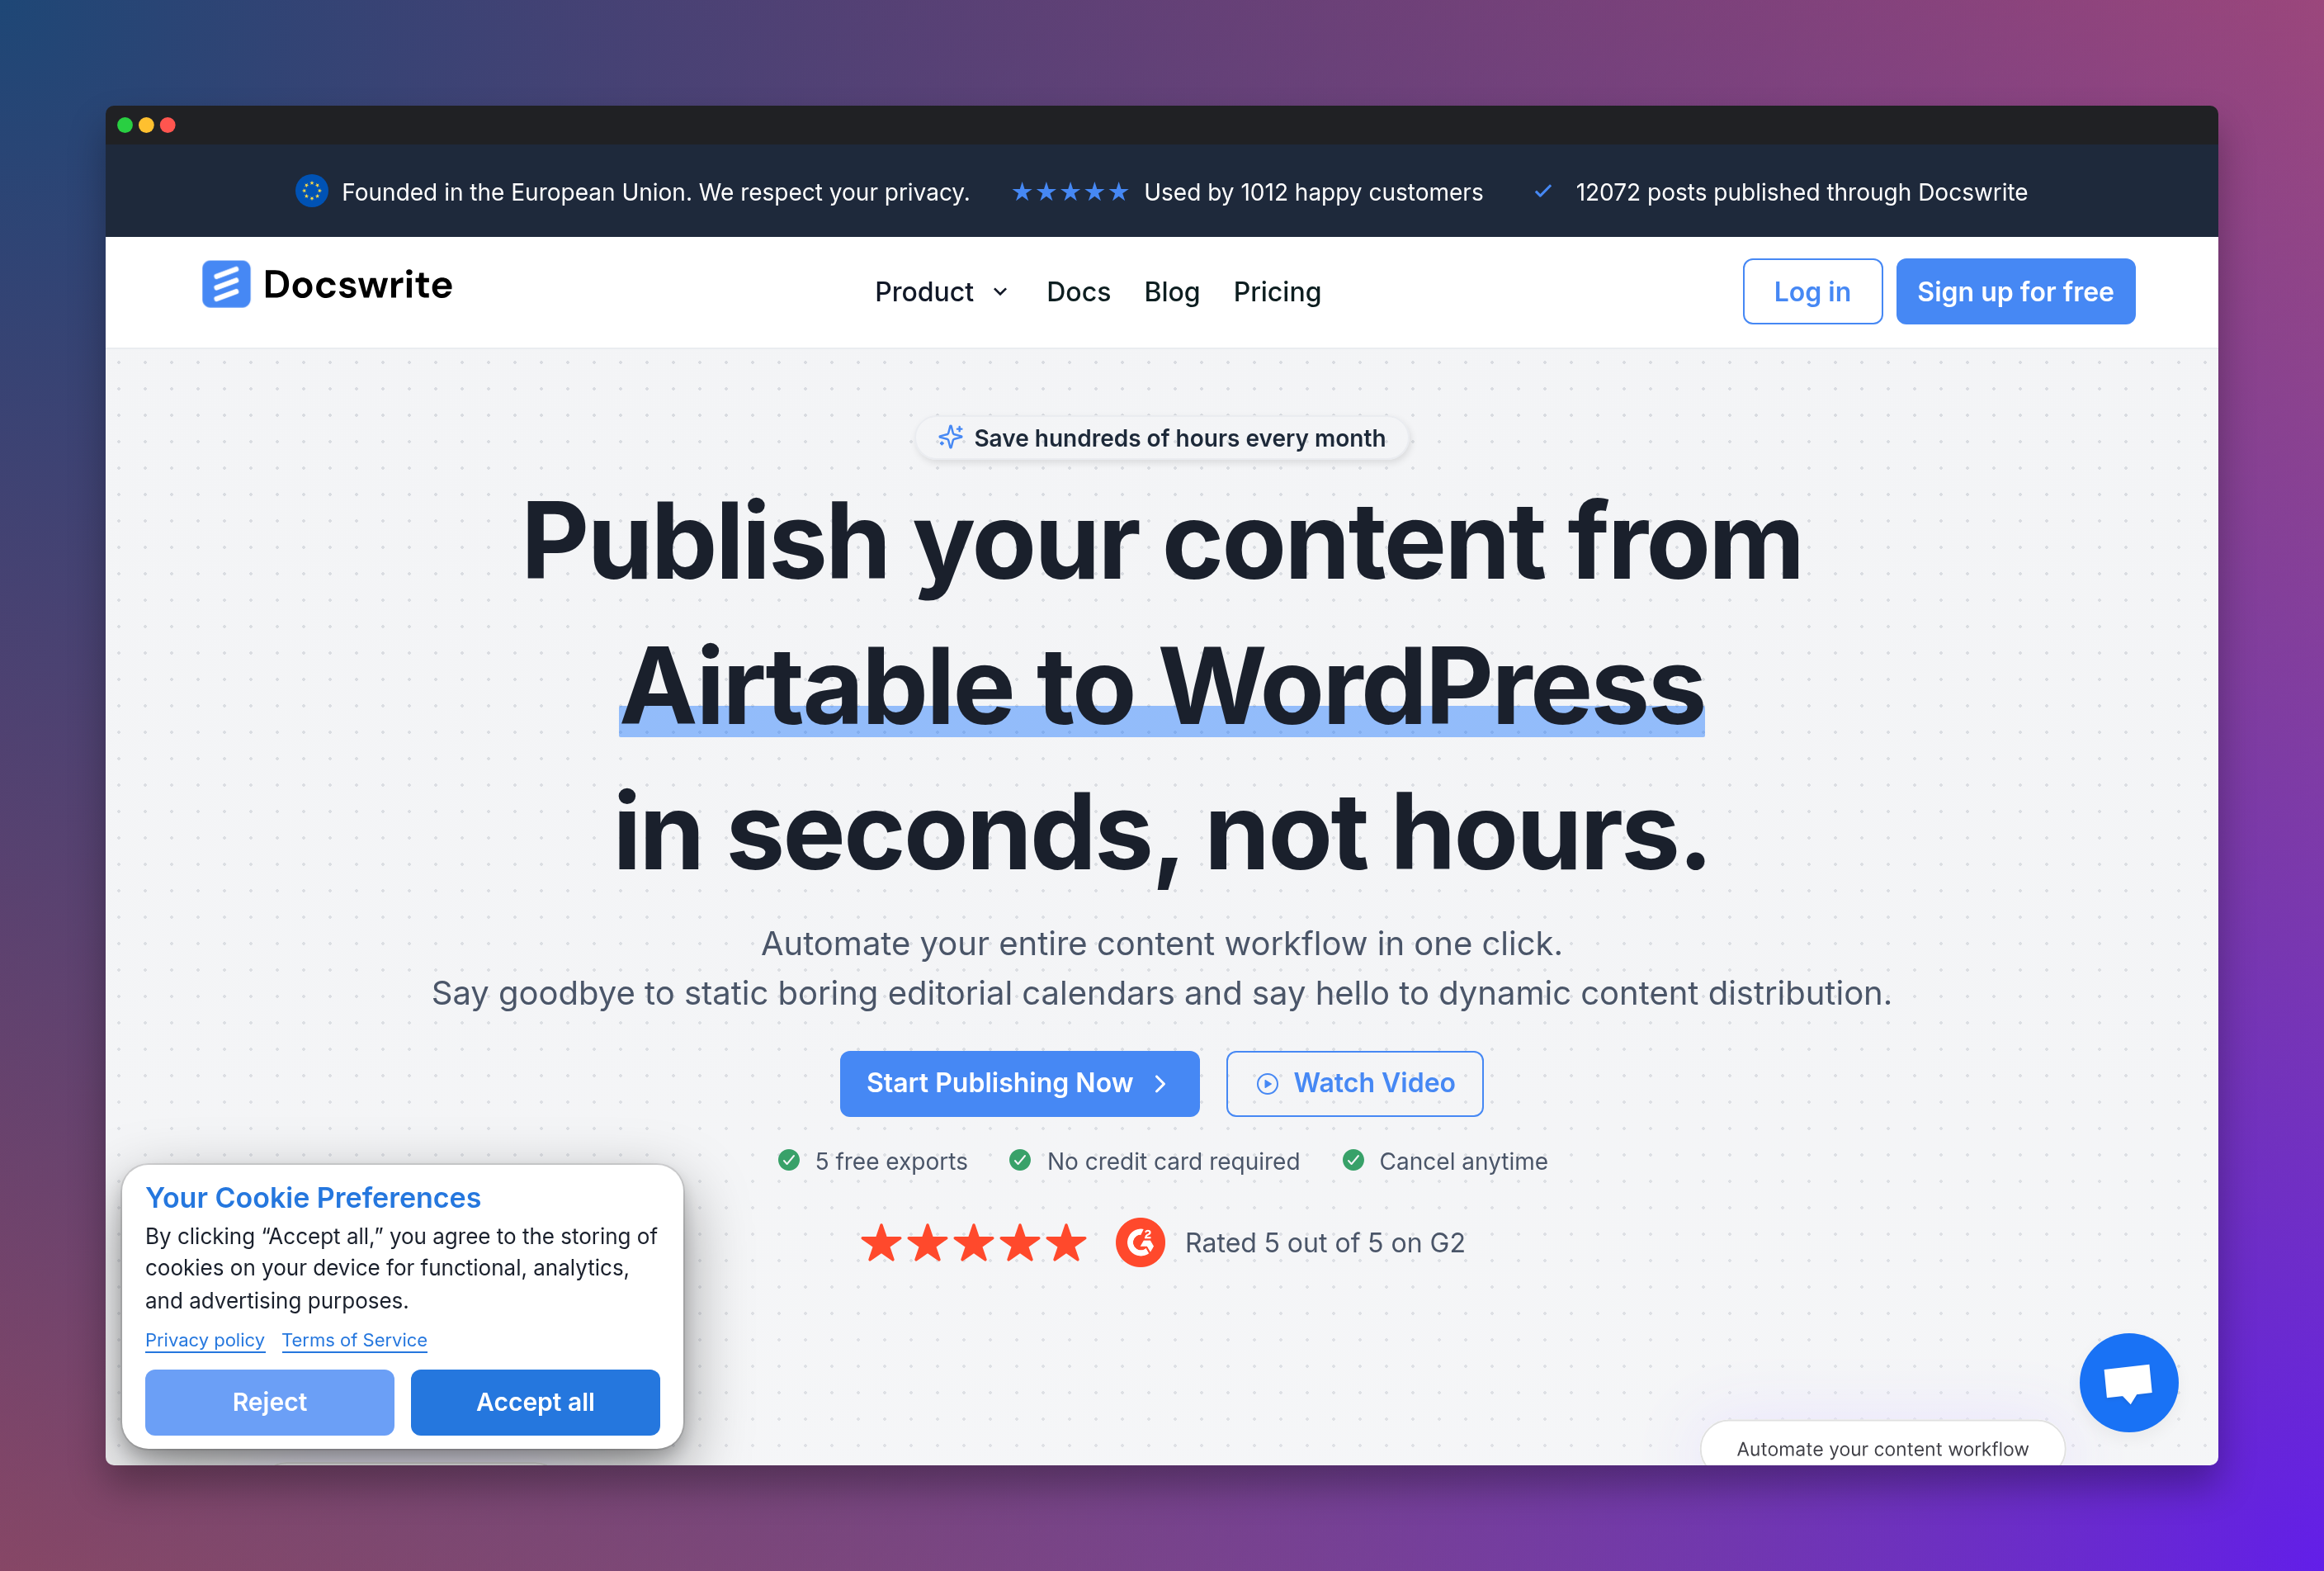 Founded in the European Union. We respect your privacy.
★★★★★ Used by 1012 happy customers
12072 posts published through Docswrite
Docswrite
Product
Docs
Blog
Pricing
Log in
Sign up for free
Save hundreds of hours every month
Publish your content from
Airtable to WordPress
in seconds, not hours.
Automate your entire content workflow in one click.
Say goodbye to static boring editorial calendars and say hello to dynamic content distribution.
Start Publishing Now
Watch Video
5 free exports
No credit card required
Cancel anytime
G2
Rated 5 out of 5 on G2
Your Cookie Preferences
By clicking “Accept all,” you agree to the storing of
cookies on your device for functional, analytics,
and advertising purposes.
Privacy policy
Terms of Service
Reject
Accept all
Automate your content workflow